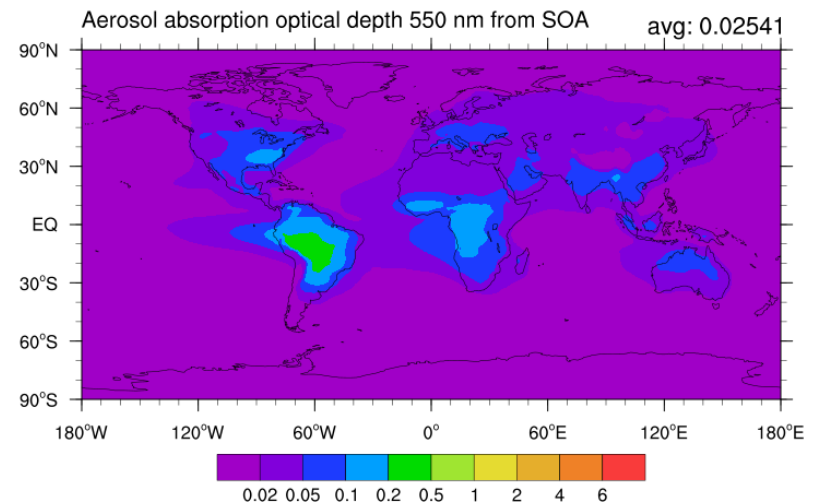 Aerosol absorption optical depth 550 nm from SOA
avg: 0.02541
90°N
60°N
30°N
EQ
30°S
60°S
90°S
180°W 120°W 60°W 0° 60°E 120°E 180°E
0.02 0.05 0.1 0.2 0.5 1 2 4 6